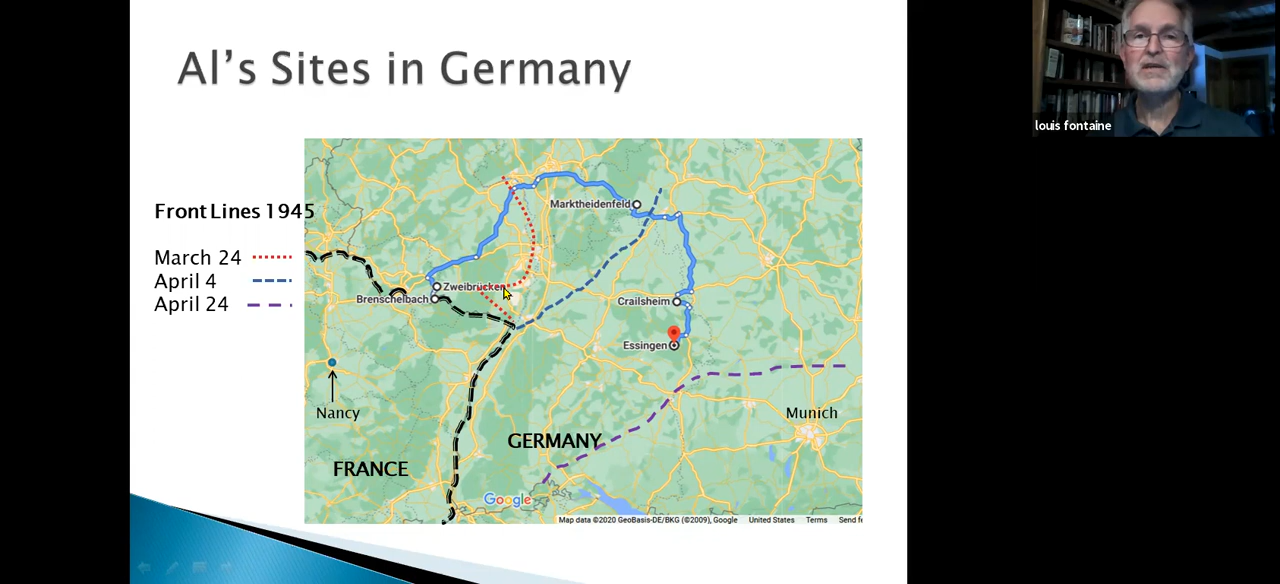 Al's Sites in Germany
louis fontaine
Front Lines 1945
March 24
April 4
April 24
Marktheidenfeld
Zweibrücken
Brenschelbach
Crailsheim
Essingen
Nancy
Munich
GERMANY
FRANCE
Google
Map data ©2020 GeoBasis-DE/BKG (©2009), Google United States Terms Send f